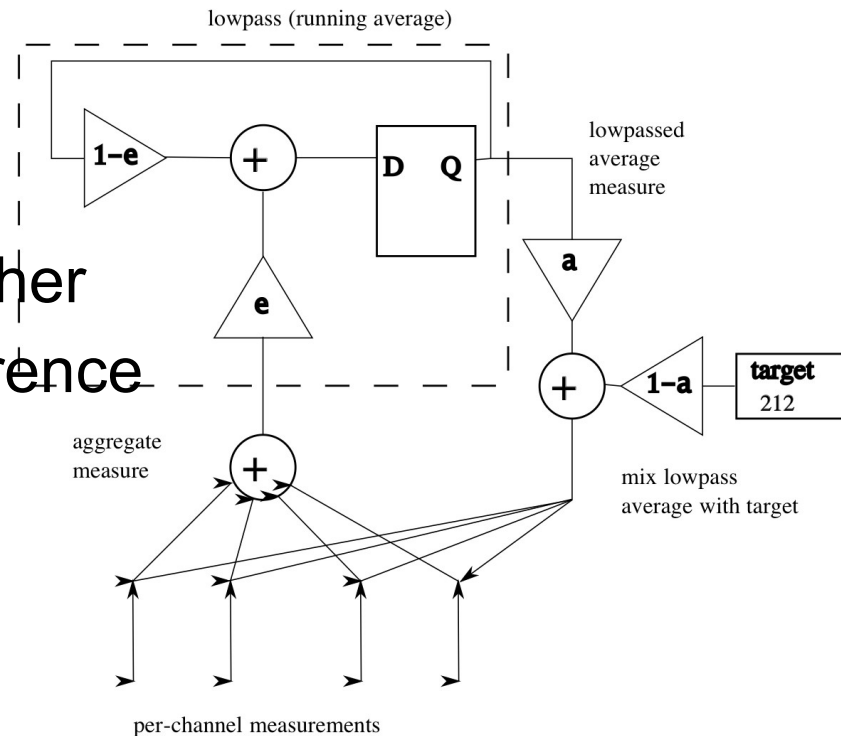 lowpass (running average)
1-e
+
D Q
lowpassed
average
measure
a
e
+
1-a
target
212
aggregate
measure
+
mix lowpass
average with target
per-channel measurements